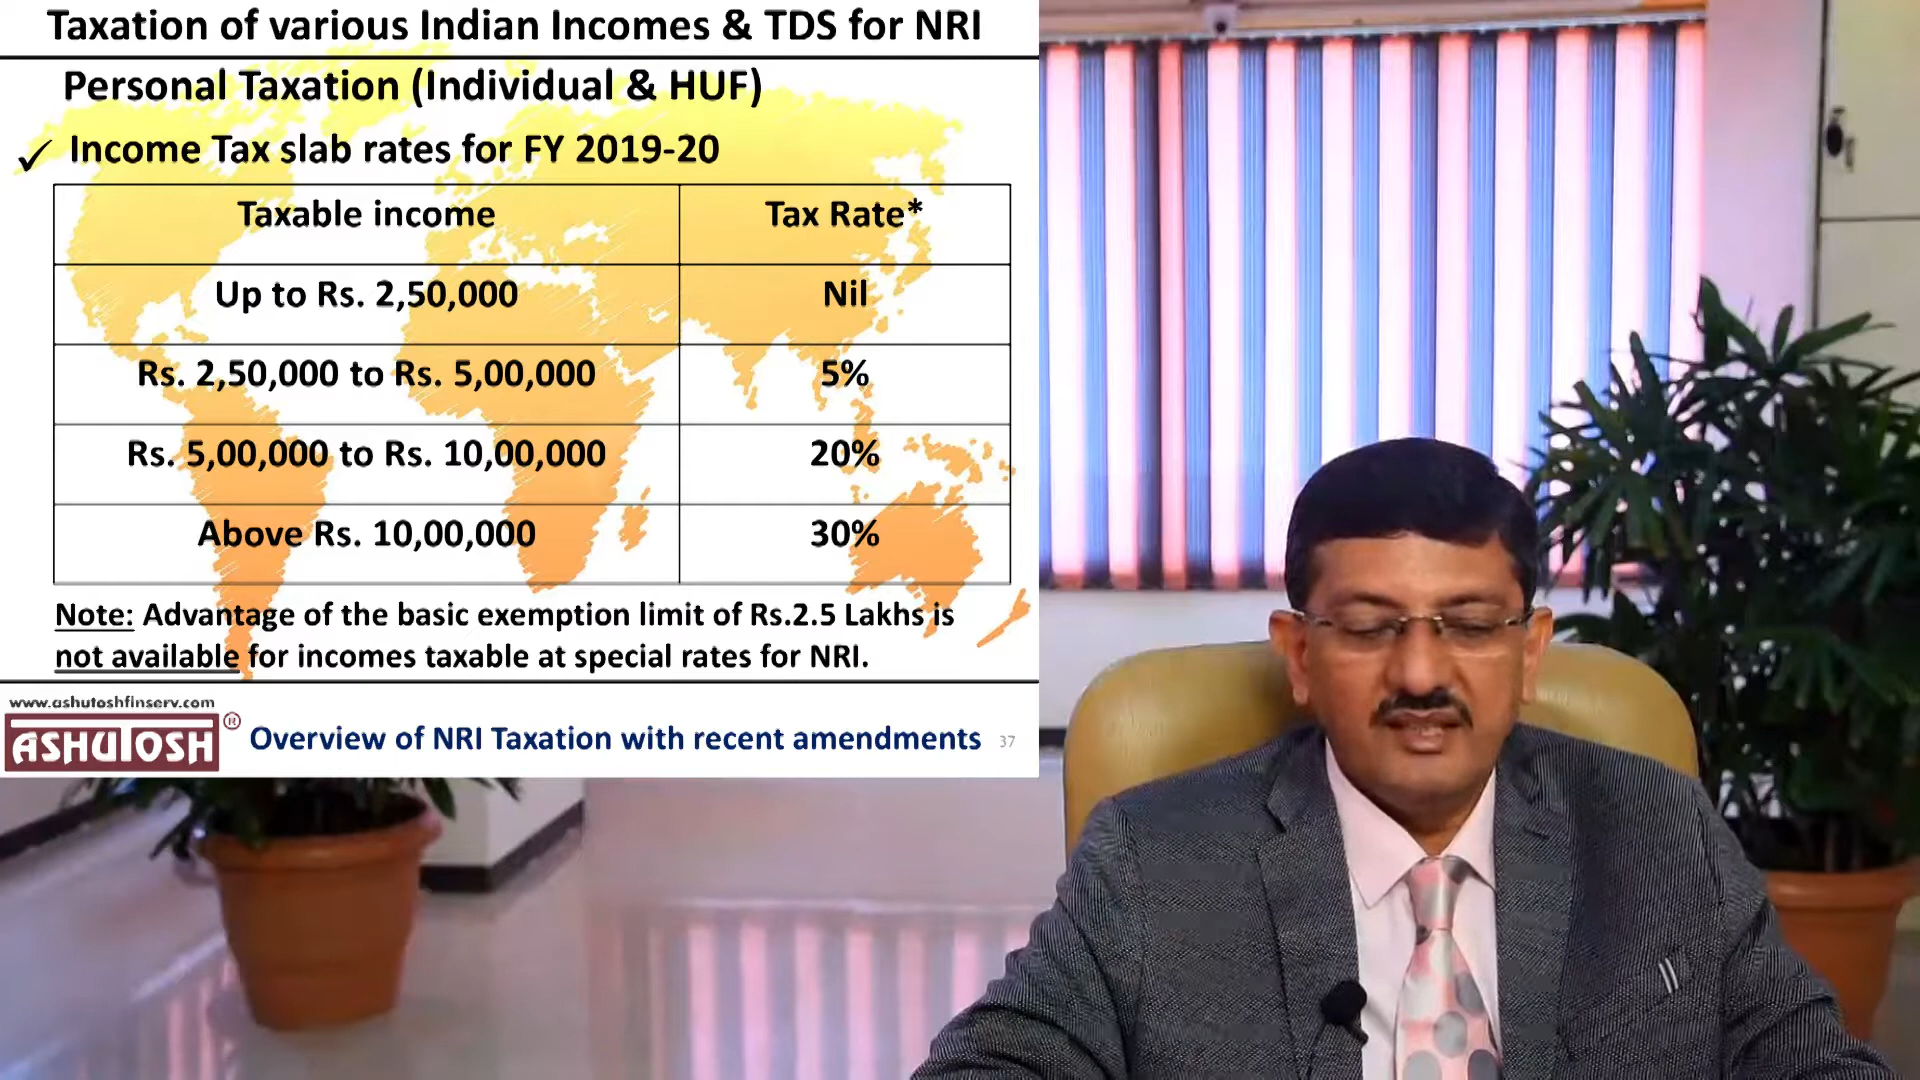 Taxation of various Indian Incomes & TDS for NRI
Personal Taxation (Individual & HUF)
✓ Income Tax slab rates for FY 2019-20
Taxable income Tax Rate*
Up to Rs. 2,50,000 Nil
Rs. 2,50,000 to Rs. 5,00,000 5%
Rs. 5,00,000 to Rs. 10,00,000 20%
Above Rs. 10,00,000 30%
Note: Advantage of the basic exemption limit of Rs.2.5 Lakhs is
not available for incomes taxable at special rates for NRI.
www.ashutoshfinserv.com
ASHUTOSH®
Overview of NRI Taxation with recent amendments 37